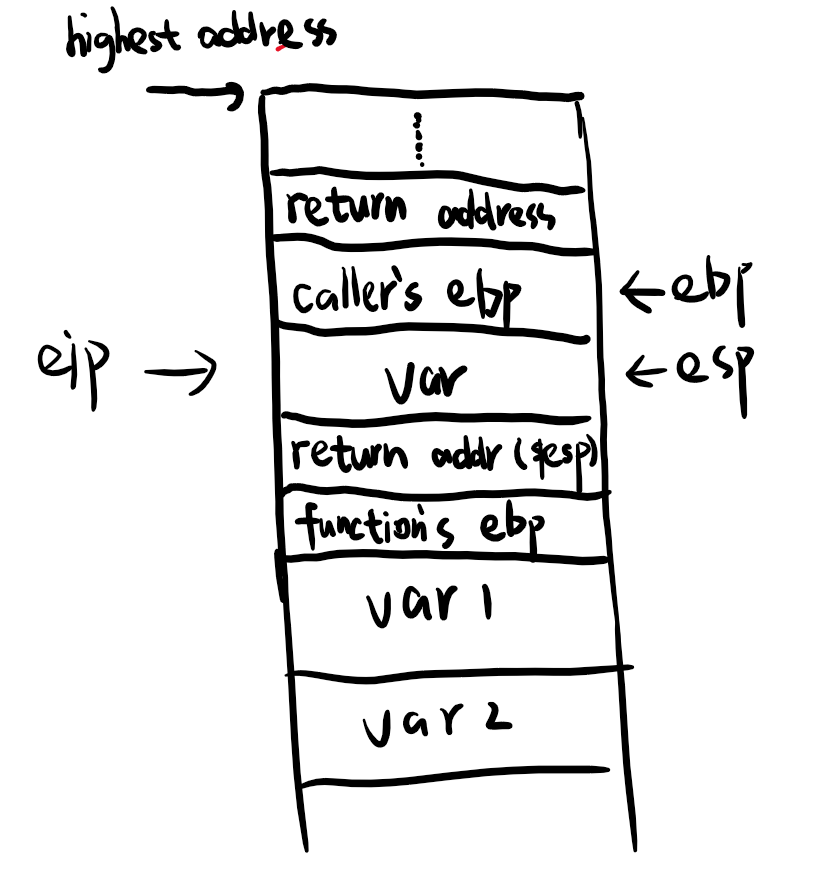 highest address
return address
caller's ebp
← ebp
eip →
var
← esp
return addr ($esp)
function's ebp
var 1
var 2